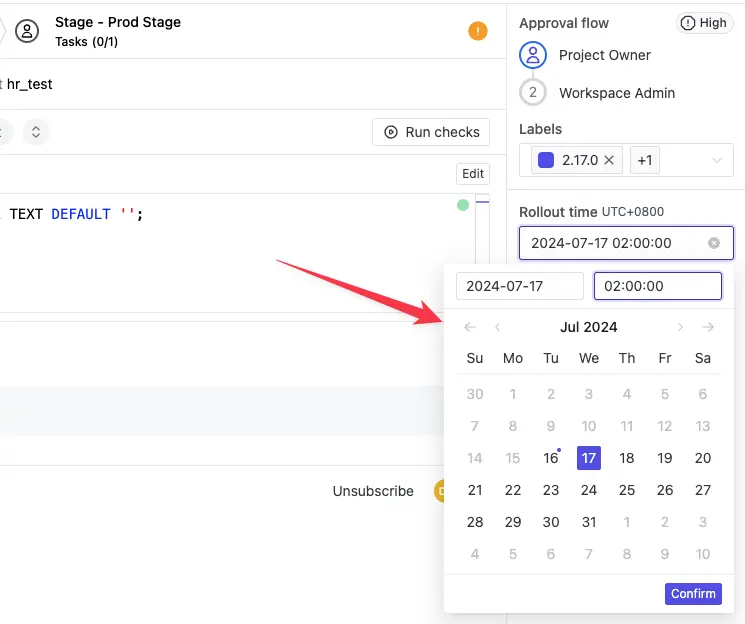 Stage - Prod Stage
Tasks (0/1)
hr_test
Run checks
Edit
TEXT DEFAULT '';
Unsubscribe
Approval flow
High
Project Owner
2
Workspace Admin
Labels
2.17.0
+1
Rollout time UTC+0800
2024-07-17 02:00:00
2024-07-17 02:00:00
Jul 2024
Su Mo Tu We Th Fr Sa
30 1 2 3 4 5 6
7 8 9 10 11 12 13
14 15 16 17 18 19 20
21 22 23 24 25 26 27
28 29 30 31 1 2 3
4 5 6 7 8 9 10
Confirm